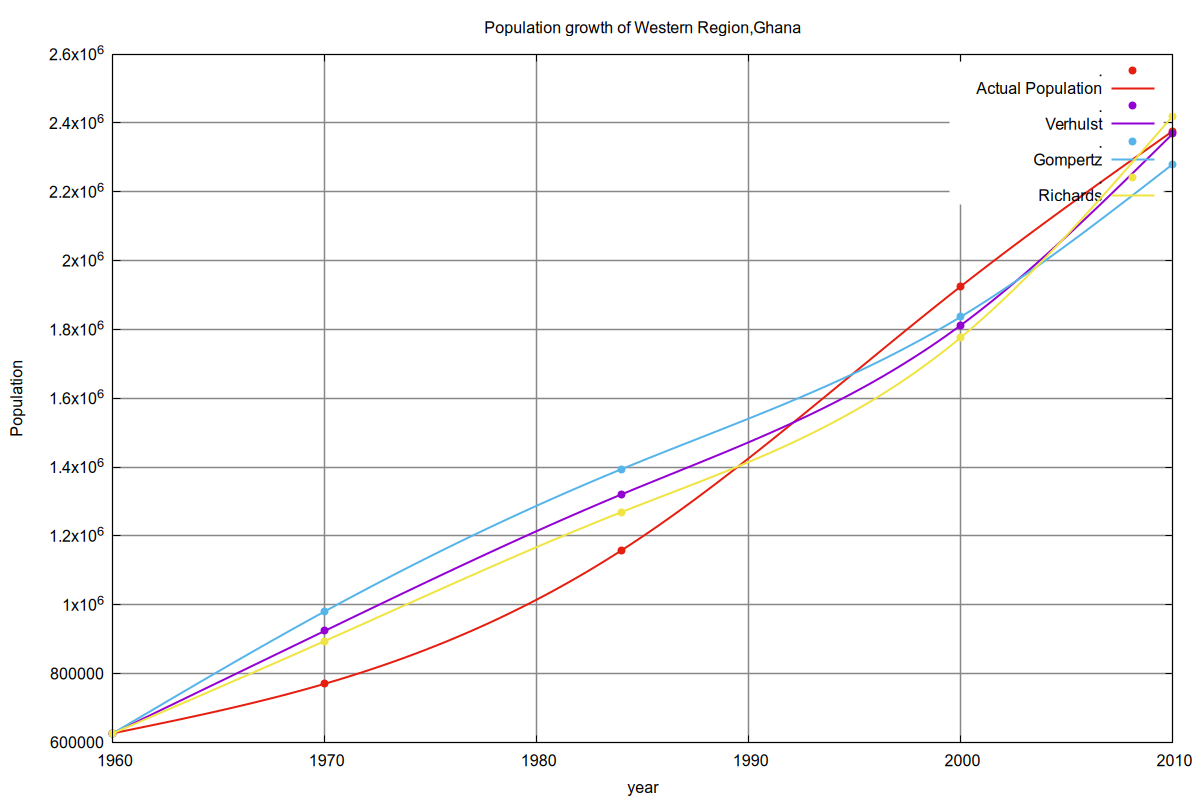 Population growth of Western Region,Ghana
2.6x10⁶
2.4x10⁶
2.2x10⁶
2x10⁶
1.8x10⁶
1.6x10⁶
1.4x10⁶
1.2x10⁶
1x10⁶
800000
600000
Population
.
Actual Population
.
Verhulst
.
Gompertz
.
Richards
1960 1970 1980 1990 2000 2010
year